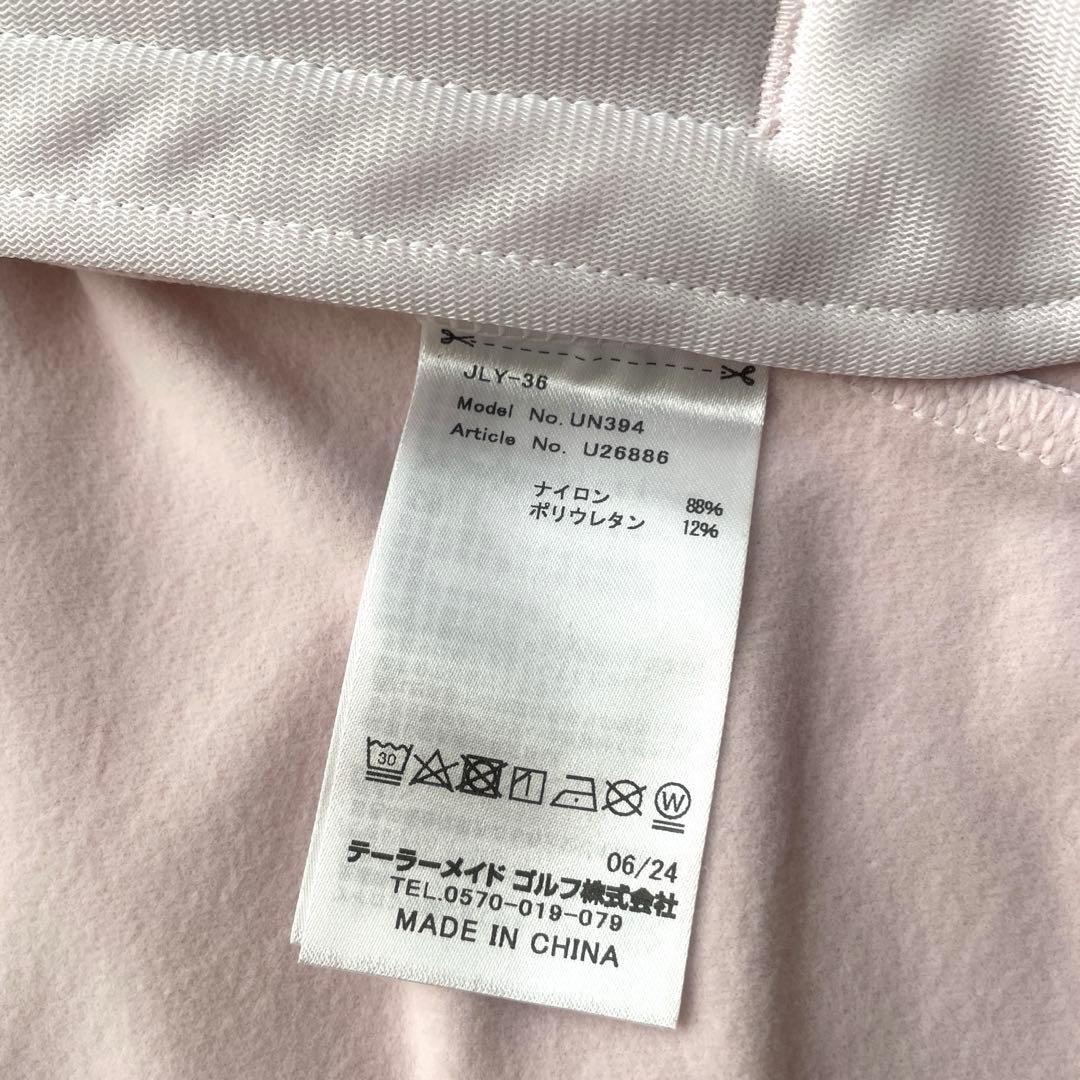 JLY-36
Model No. UN394
Article No. U26886
ナイロン 88%
ポリウレタン 12%
30
W
06/24
テーラーメイド ゴルフ株式会社
TEL.0570-019-079
MADE IN CHINA